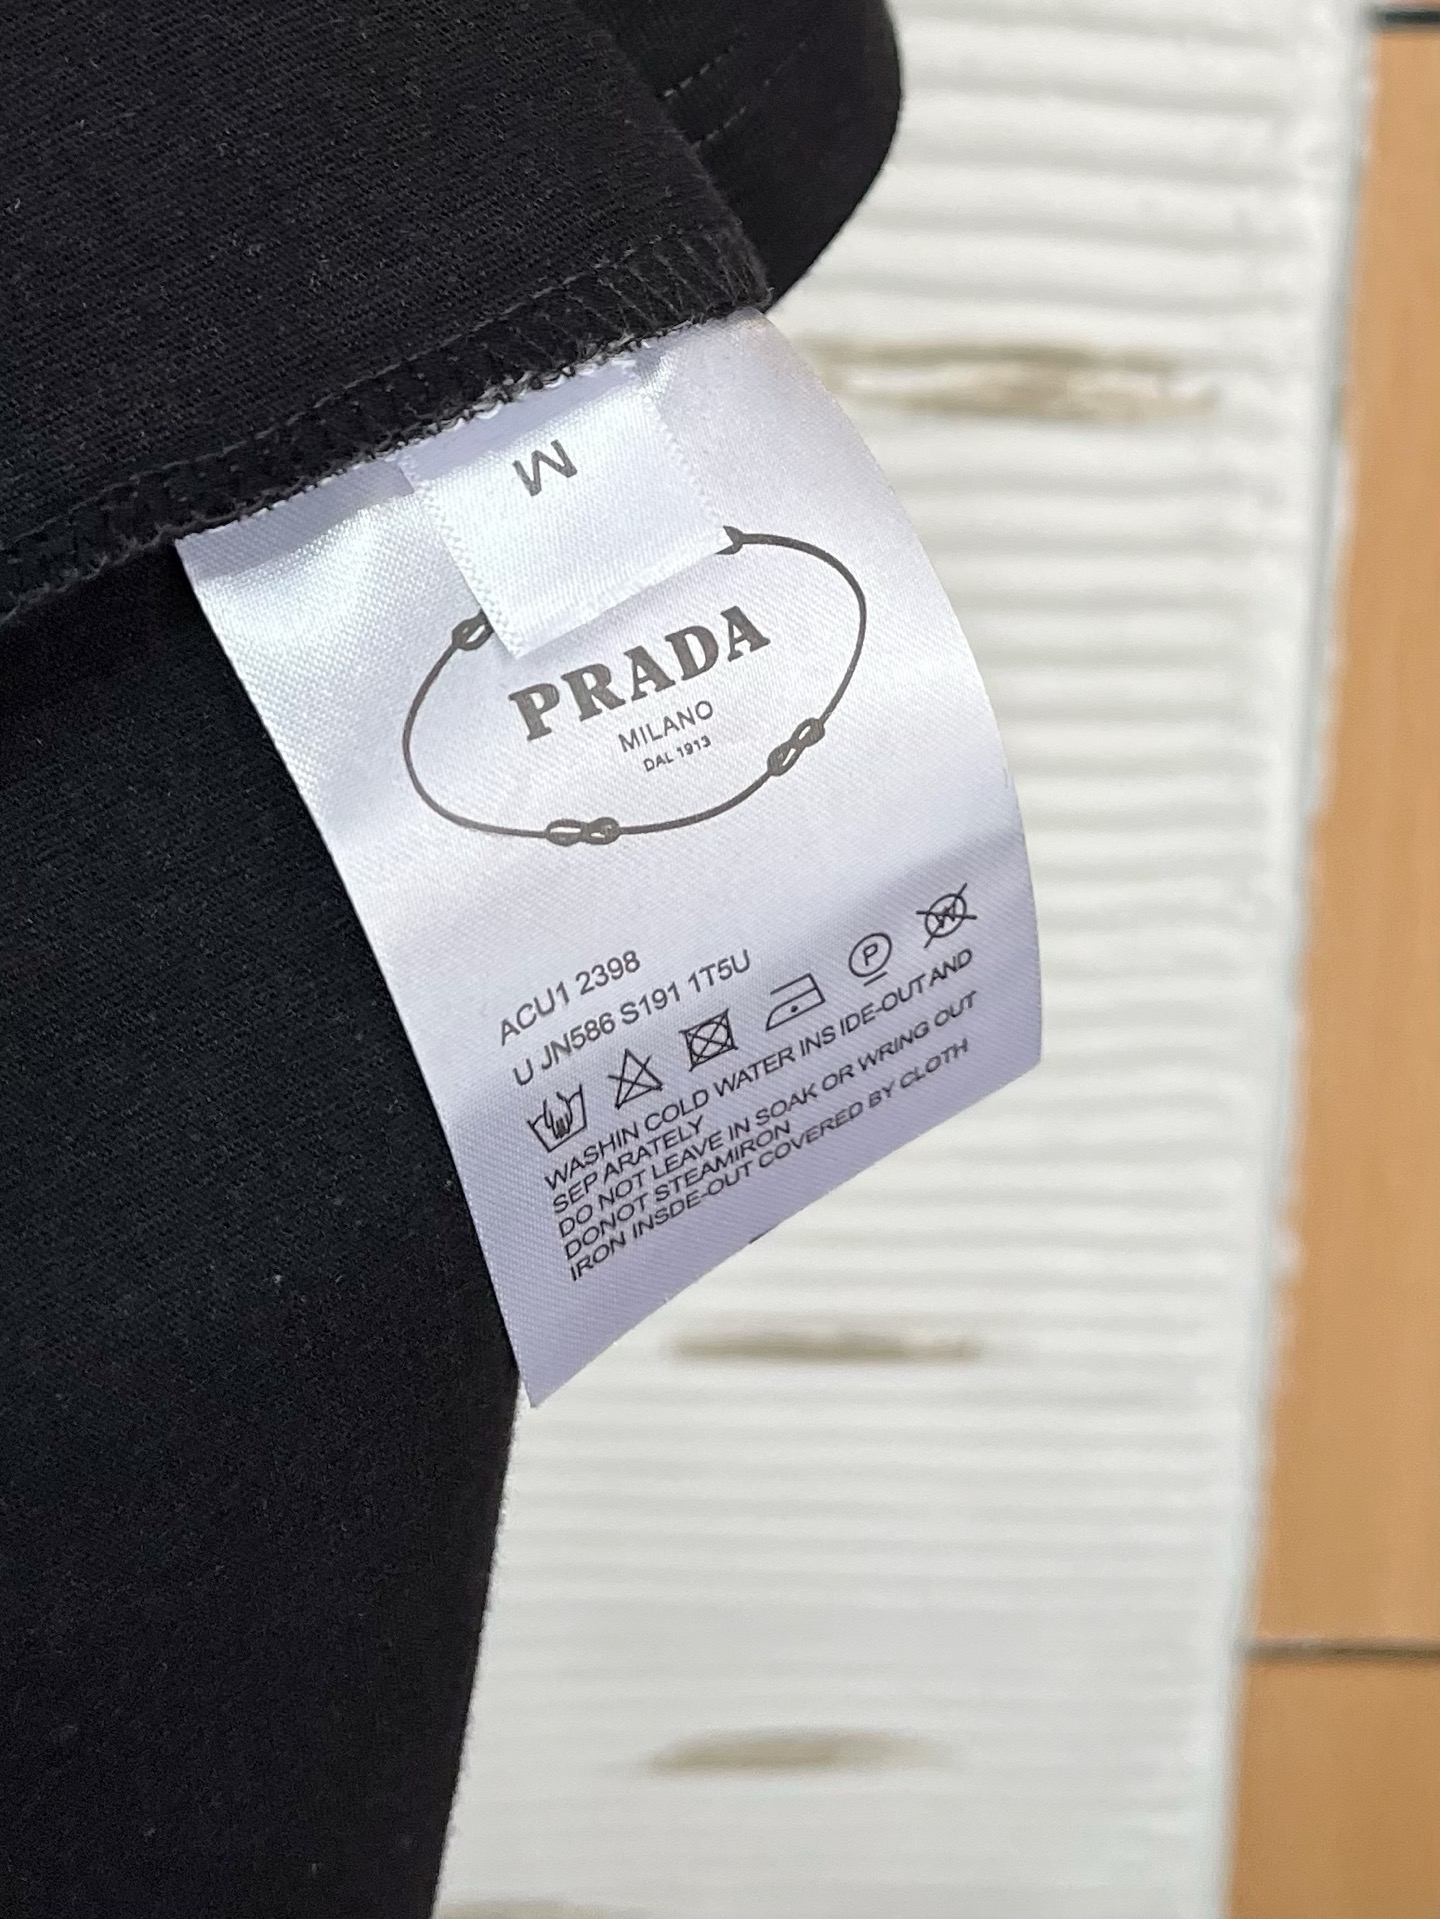 M
PRADA
MILANO
DAL 1913
ACU1 2398
U JN586 S191 1T5U
P
W
WASHIN COLD WATER INS IDE-OUT AND
SEP ARATELY
DO NOT LEAVE IN SOAK OR WRING OUT
DONOT STEAMIRON
IRON INSDE-OUT COVERED BY CLOTH